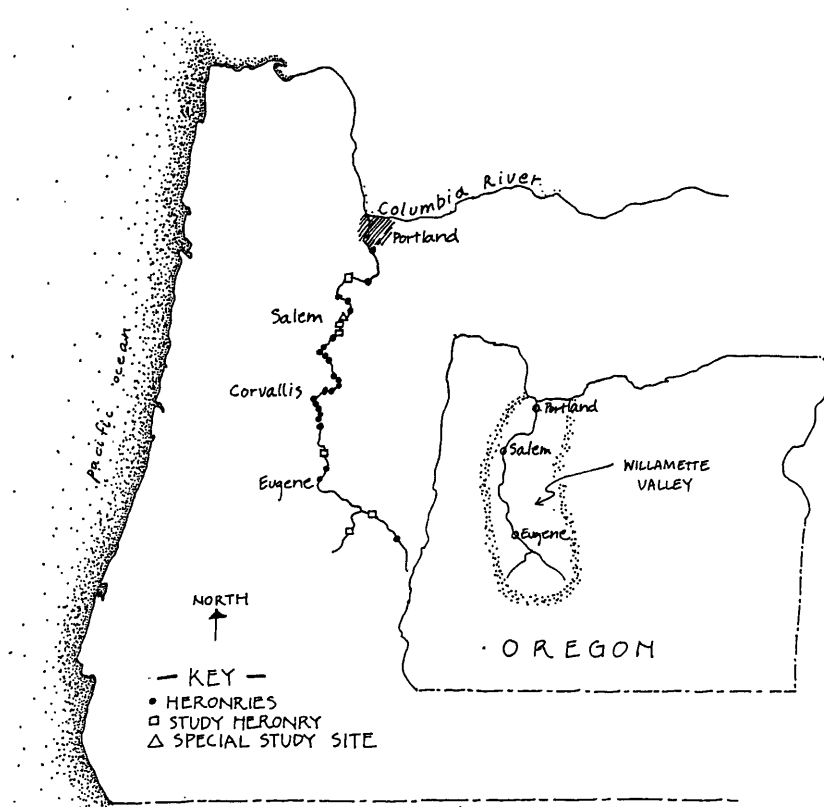 Columbia River
Portland
Salem
Corvallis
Eugene
pacific ocean
Portland
Salem
WILLAMETTE
VALLEY
Eugene
NORTH
OREGON
KEY
HERONRIES
STUDY HERONRY
SPECIAL STUDY SITE